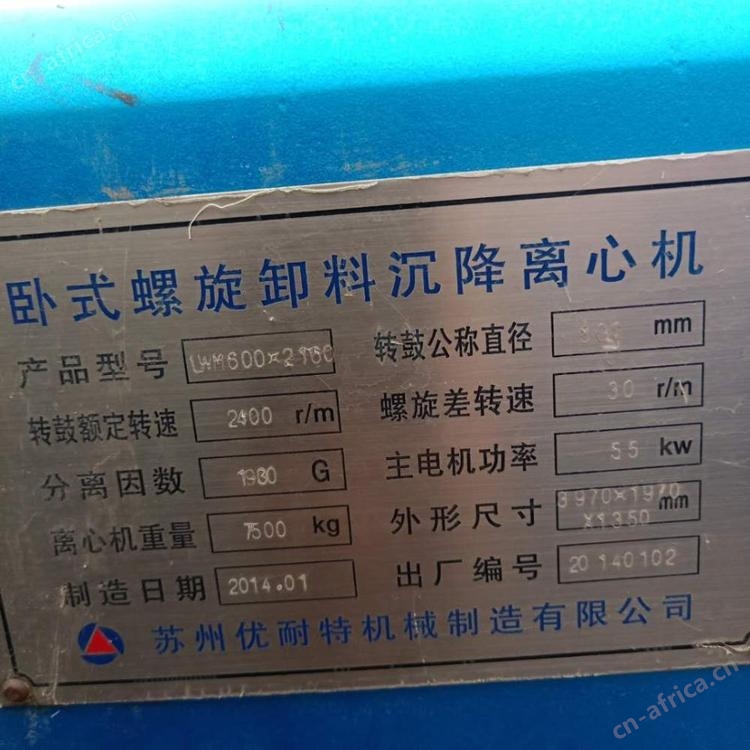 卧式螺旋卸料沉降离心机
产品型号 LWM600×2160 转鼓公称直径 mm
转鼓额定转速 2400 r/m 螺旋差转速 30 r/m
分离因数 1980 G 主电机功率 55 kw
离心机重量 7500 kg 外形尺寸 3970×1970×1350 mm
制造日期 2014.01 出厂编号 20140102
苏州优耐特机械制造有限公司
cn-africa.cn
cn-africa.cn